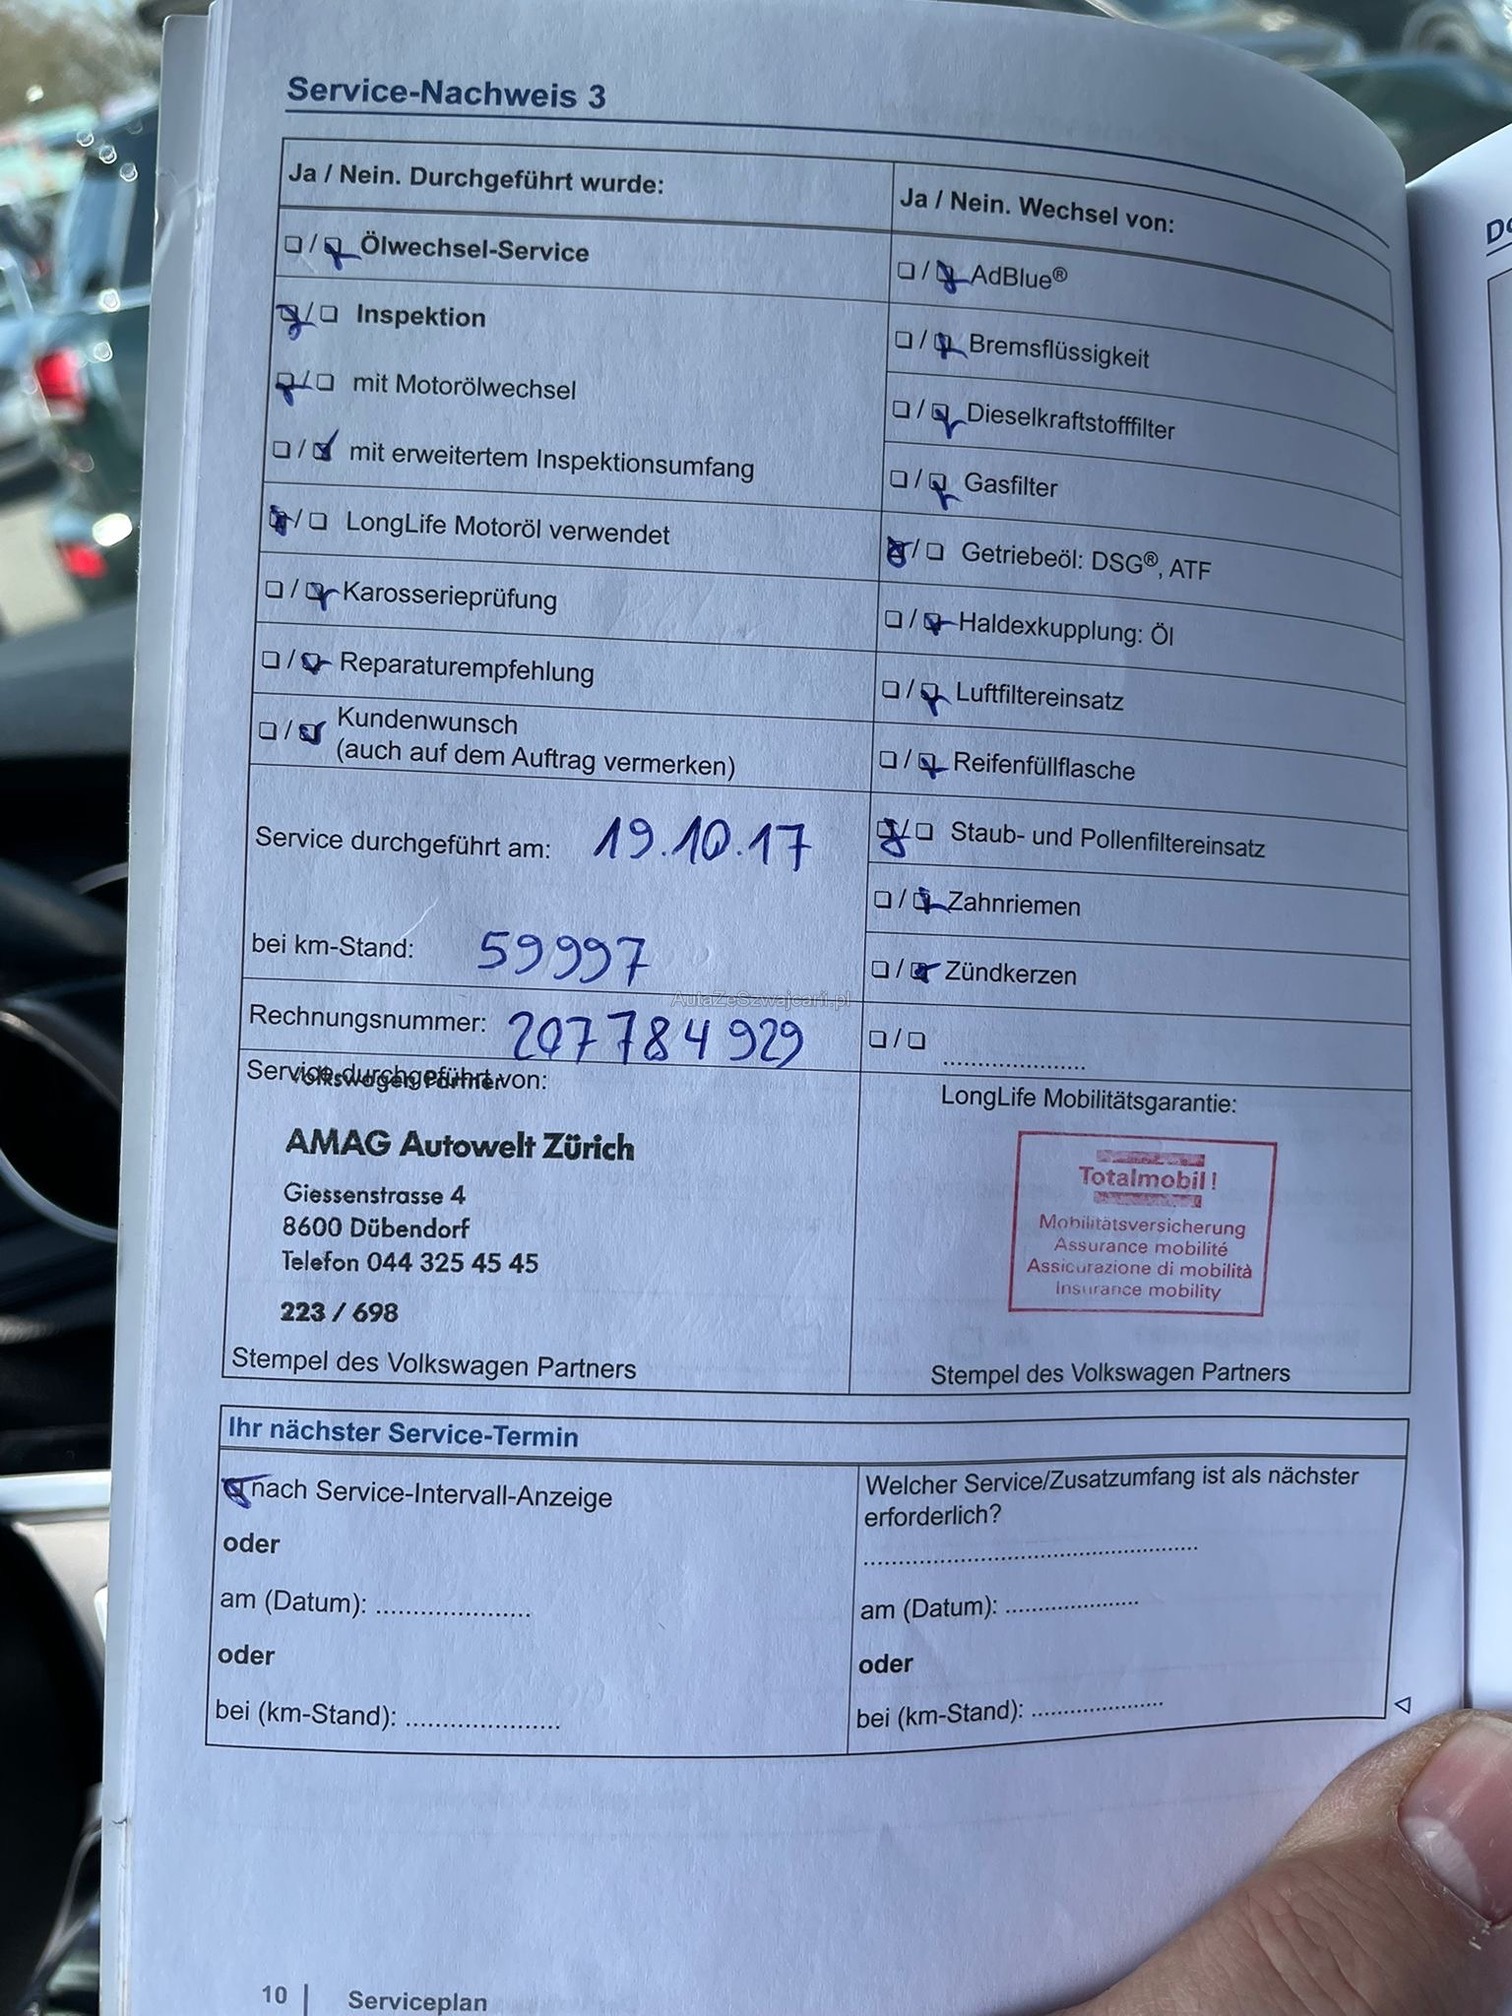 Service-Nachweis 3
Ja / Nein. Durchgeführt wurde:
☐ / ☒ Ölwechsel-Service
☒ / ☐ Inspektion
☒ / ☐ mit Motorölwechsel
☐ / ☒ mit erweitertem Inspektionsumfang
☒ / ☐ LongLife Motoröl verwendet
☐ / ☒ Karosserieprüfung
☐ / ☒ Reparaturempfehlung
☐ / ☒ Kundenwunsch
(auch auf dem Auftrag vermerken)
Service durchgeführt am: 19.10.17
bei km-Stand: 59997
Rechnungsnummer: 207784929
Service durchgeführt von:
Volkswagen Partner
AMAG Autowelt Zürich
Giessenstrasse 4
8600 Dübendorf
Telefon 044 325 45 45
223 / 698
Stempel des Volkswagen Partners
Ja / Nein. Wechsel von:
☐ / ☒ AdBlue®
☐ / ☒ Bremsflüssigkeit
☐ / ☒ Dieselkraftstofffilter
☐ / ☒ Gasfilter
☒ / ☐ Getriebeöl: DSG®, ATF
☐ / ☒ Haldexkupplung: Öl
☐ / ☒ Luftfiltereinsatz
☐ / ☒ Reifenfüllflasche
☒ / ☐ Staub- und Pollenfiltereinsatz
☐ / ☒ Zahnriemen
☐ / ☒ Zündkerzen
☐ / ☐ ....................
LongLife Mobilitätsgarantie:
Totalmobil!
Mobilitätsversicherung
Assurance mobilité
Assicurazione di mobilità
Insurance mobility
Stempel des Volkswagen Partners
AutaZeSzwajcarii.pl
Ihr nächster Service-Termin
☒ nach Service-Intervall-Anzeige
oder
am (Datum): ......................
oder
bei (km-Stand): ......................
Welcher Service/Zusatzumfang ist als nächster
erforderlich?
................................................
am (Datum): ...................
oder
bei (km-Stand): ...................
10 | Serviceplan